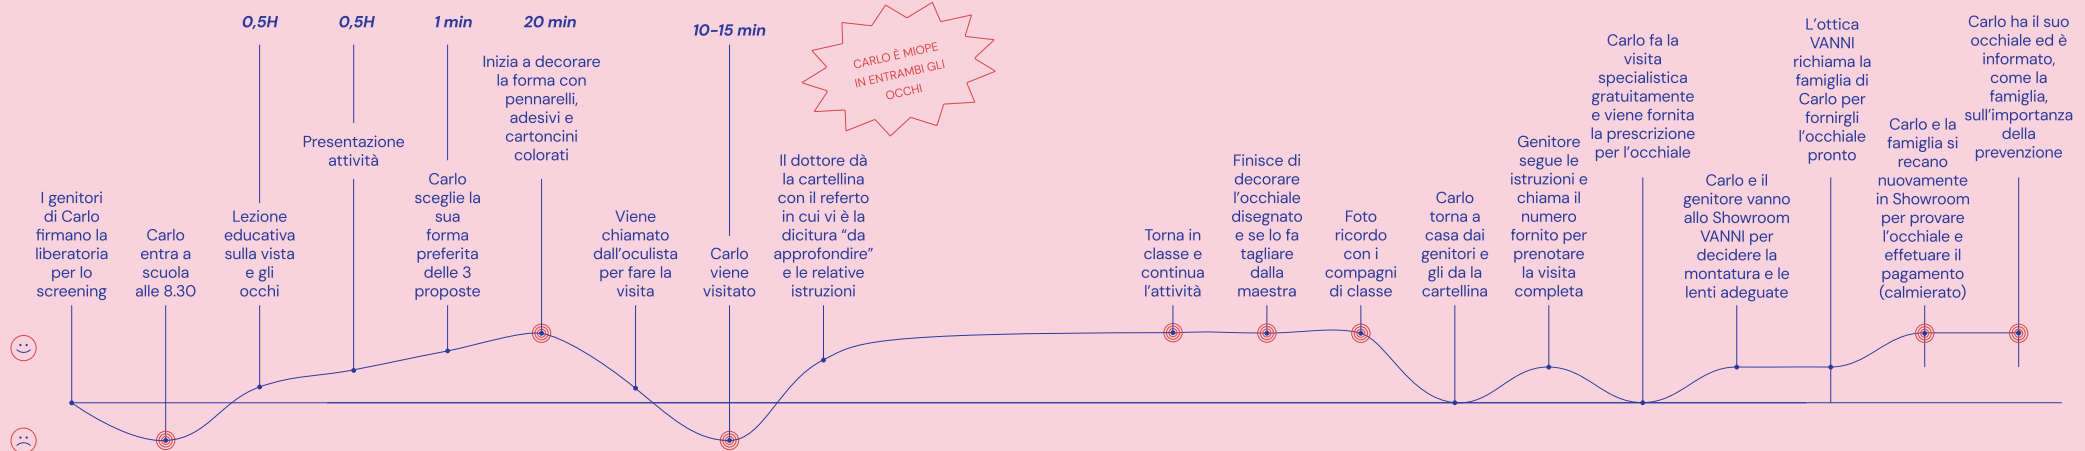 I genitori
di Carlo
firmano la
liberatoria
per lo
screening
Carlo
entra a
scuola
alle 8.30
0,5H
Lezione
educativa
sulla vista
e gli
occhi
0,5H
Presentazione
attività
1 min
Carlo
sceglie la
sua
forma
preferita
delle 3
proposte
20 min
Inizia a decorare
la forma con
pennarelli,
adesivi e
cartoncini
colorati
Viene
chiamato
dall’oculista
per fare la
visita
10-15 min
Carlo
viene
visitato
CARLO È MIOPE
IN ENTRAMBI GLI
OCCHI
Il dottore dà
la cartellina
con il referto
in cui vi è la
dicitura “da
approfondire”
e le relative
istruzioni
Torna in
classe e
continua
l’attività
Finisce di
decorare
l’occhiale
disegnato
e se lo fa
tagliare
dalla
maestra
Foto
ricordo
con i
compagni
di classe
Carlo
torna a
casa dai
genitori e
gli da la
cartellina
Genitore
segue le
istruzioni e
chiama il
numero
fornito per
prenotare
la visita
completa
Carlo fa la
visita
specialistica
gratuitamente
e viene fornita
la prescrizione
per l’occhiale
Carlo e il
genitore vanno
allo Showroom
VANNI per
decidere la
montatura e le
lenti adeguate
L’ottica
VANNI
richiama la
famiglia di
Carlo per
fornirgli
l’occhiale
pronto
Carlo e la
famiglia si
recano
nuovamente
in Showroom
per provare
l’occhiale e
effetuare il
pagamento
(calmierato)
Carlo ha il suo
occhiale ed è
informato,
come la
famiglia,
sull’importanza
della
prevenzione